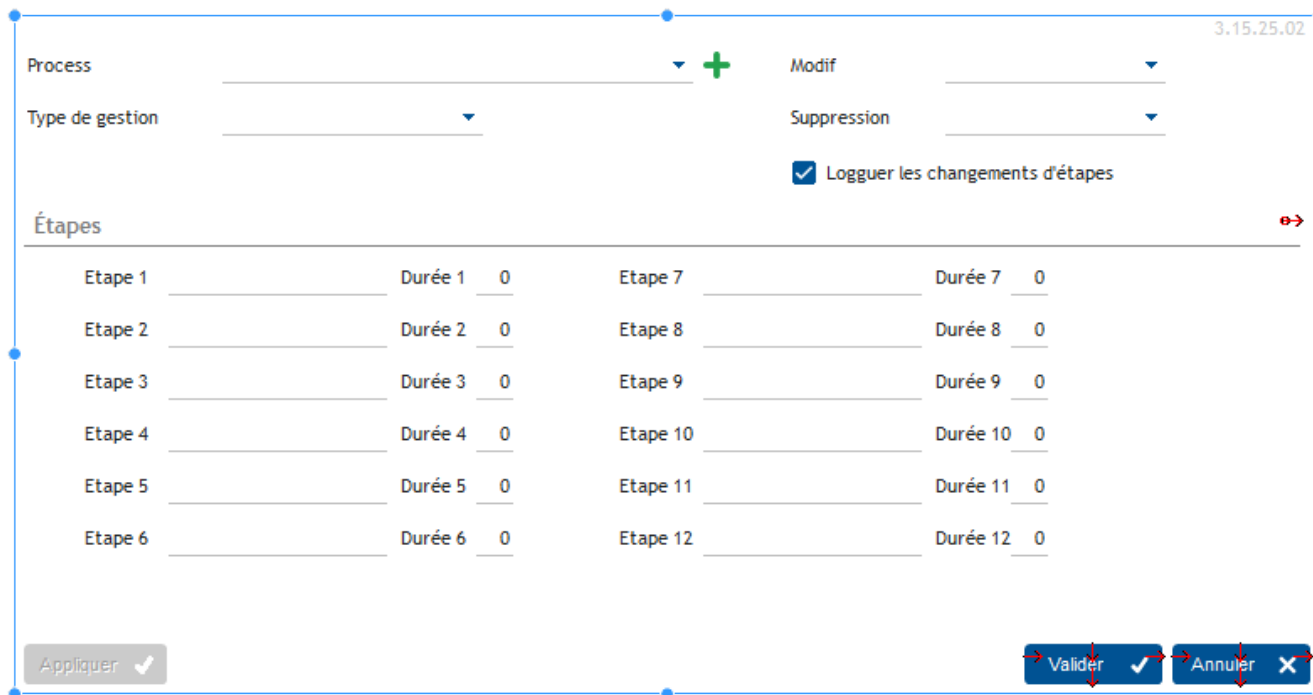 3.15.25.02
Process Modif
Type de gestion Suppression
Logguer les changements d'étapes
Étapes
Etape 1 Durée 1 0 Etape 7 Durée 7 0
Etape 2 Durée 2 0 Etape 8 Durée 8 0
Etape 3 Durée 3 0 Etape 9 Durée 9 0
Etape 4 Durée 4 0 Etape 10 Durée 10 0
Etape 5 Durée 5 0 Etape 11 Durée 11 0
Etape 6 Durée 6 0 Etape 12 Durée 12 0
Appliquer Valider Annuler